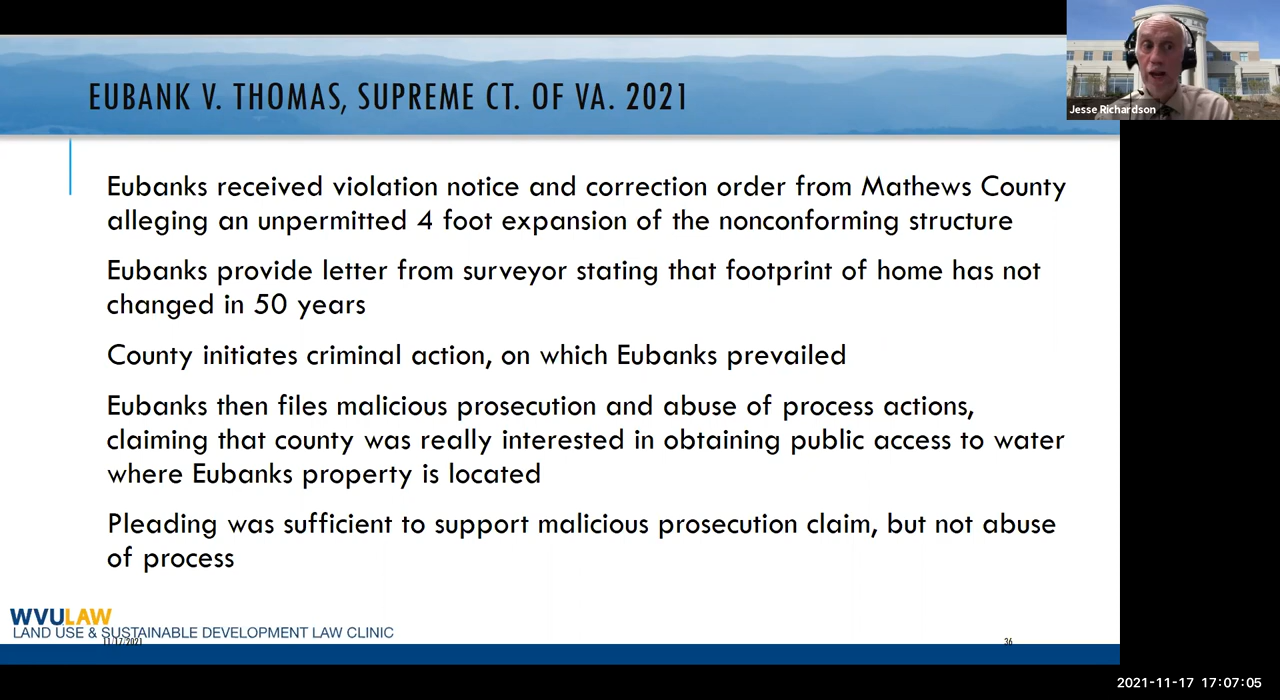 EUBANK V. THOMAS, SUPREME CT. OF VA. 2021
Jesse Richardson
Eubanks received violation notice and correction order from Mathews County
alleging an unpermitted 4 foot expansion of the nonconforming structure
Eubanks provide letter from surveyor stating that footprint of home has not
changed in 50 years
County initiates criminal action, on which Eubanks prevailed
Eubanks then files malicious prosecution and abuse of process actions,
claiming that county was really interested in obtaining public access to water
where Eubanks property is located
Pleading was sufficient to support malicious prosecution claim, but not abuse
of process
WVULAW
LAND USE & SUSTAINABLE DEVELOPMENT LAW CLINIC
11/17/2021
36
2021-11-17 17:07:05